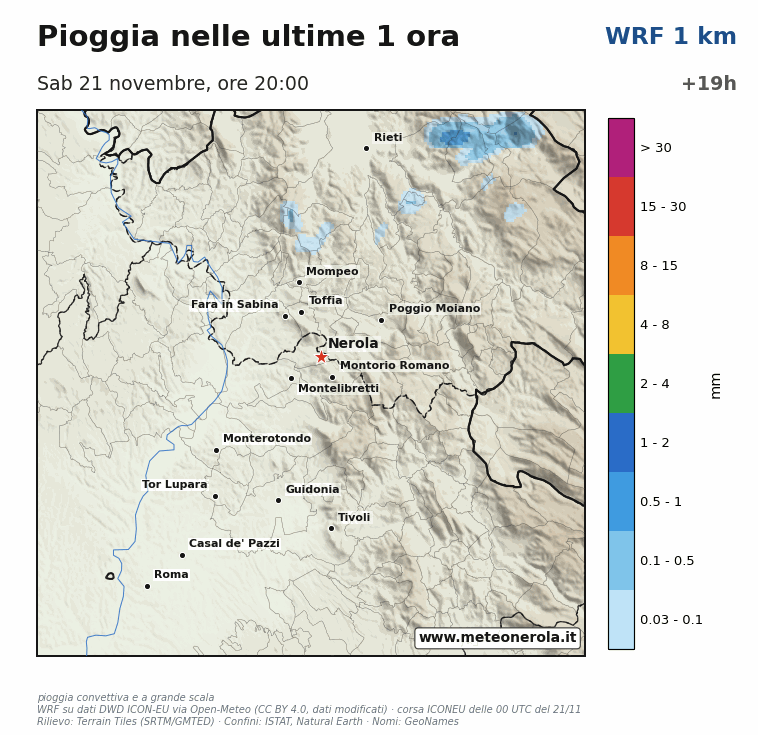 Pioggia nelle ultime 1 ora
WRF 1 km
Sab 21 novembre, ore 20:00
+19h
Rieti
Mompeo
Toffia
Fara in Sabina
Poggio Moiano
Nerola
Montorio Romano
Montelibretti
Monterotondo
Tor Lupara
Guidonia
Tivoli
Casal de' Pazzi
Roma
www.meteonerola.it
> 30
15 - 30
8 - 15
4 - 8
2 - 4
1 - 2
0.5 - 1
0.1 - 0.5
0.03 - 0.1
mm
pioggia convettiva e a grande scala
WRF su dati DWD ICON-EU via Open-Meteo (CC BY 4.0, dati modificati) · corsa ICONEU delle 00 UTC del 21/11
Rilievo: Terrain Tiles (SRTM/GMTED) · Confini: ISTAT, Natural Earth · Nomi: GeoNames